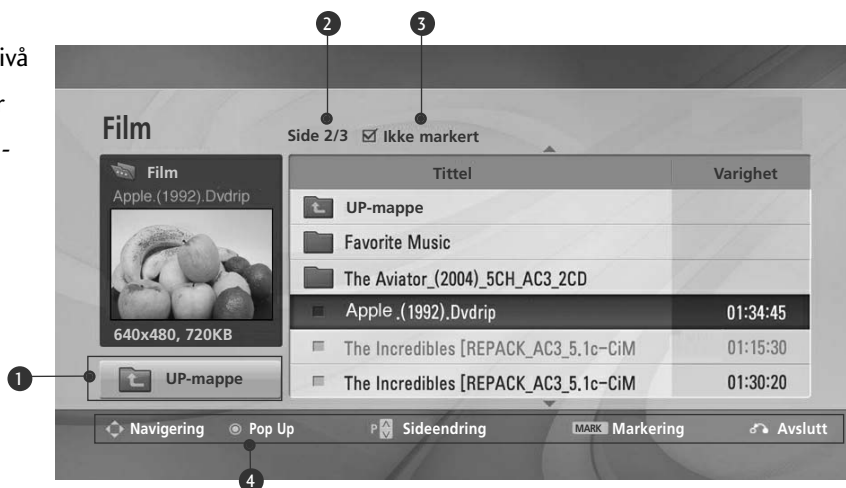 2 3
ivå
r
-
Film
Side 2/3 Ikke markert
Film
Apple.(1992).Dvdrip
640x480, 720KB
1
UP-mappe
Tittel Varighet
UP-mappe
Favorite Music
The Aviator_(2004)_5CH_AC3_2CD
Apple.(1992).Dvdrip 01:34:45
The Incredibles [REPACK_AC3_5.1c-CiM 01:15:30
The Incredibles [REPACK_AC3_5.1c-CiM 01:30:20
Navigering Pop Up P Sideendring MARK Markering Avslutt
4